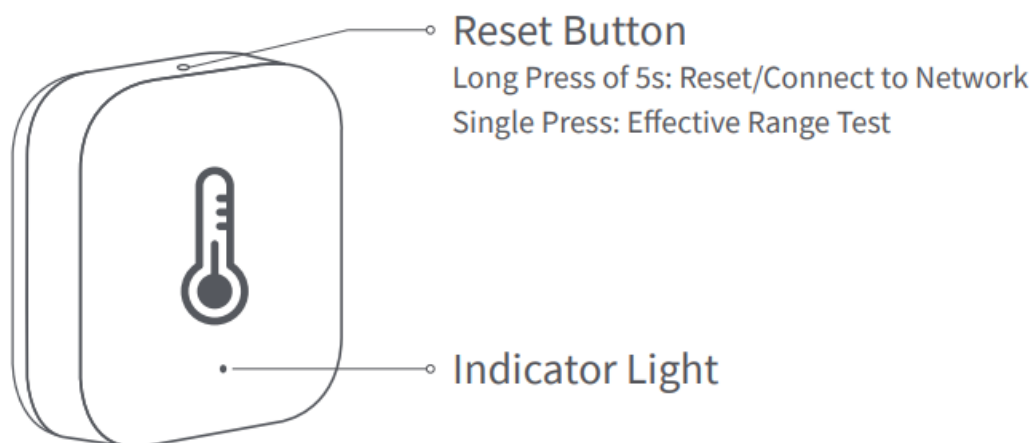 Reset Button
Long Press of 5s: Reset/Connect to Network
Single Press: Effective Range Test
Indicator Light